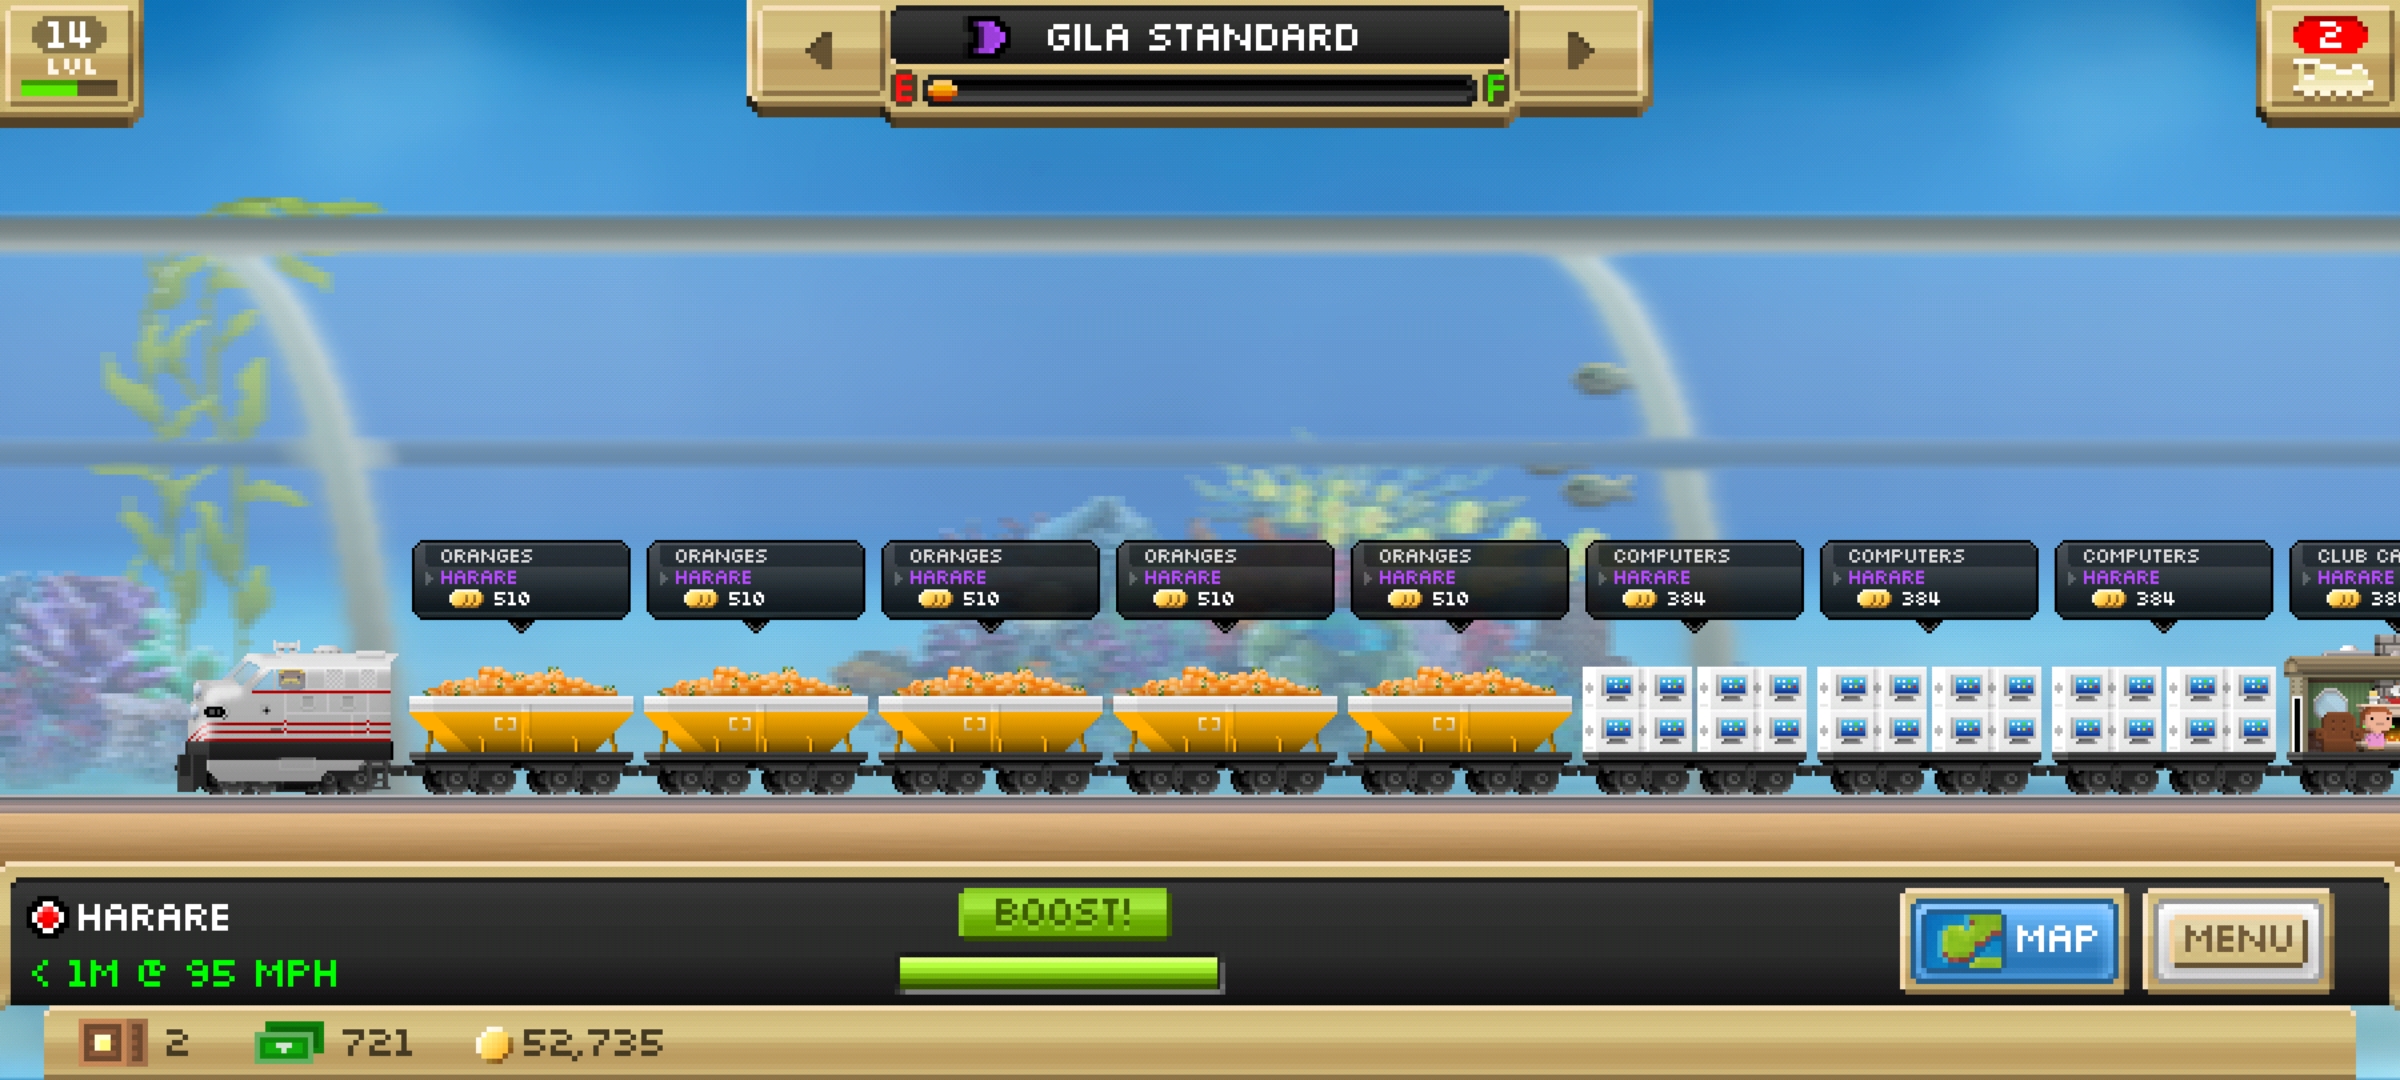 14
LVL
GILA STANDARD
E
F
2
ORANGES
HARARE
510
ORANGES
HARARE
510
ORANGES
HARARE
510
ORANGES
HARARE
510
ORANGES
HARARE
510
COMPUTERS
HARARE
384
COMPUTERS
HARARE
384
COMPUTERS
HARARE
384
CLUB
HARARE
HARARE
< 1M @ 95 MPH
BOOST!
MAP
MENU
2
721
52,735